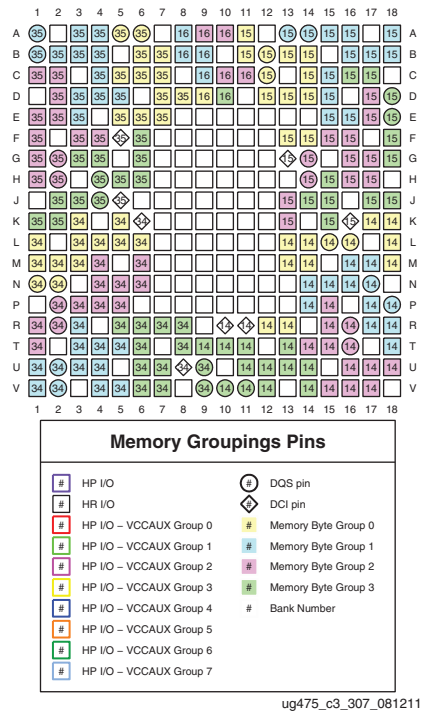 1 2 3 4 5 6 7 8 9 10 11 12 13 14 15 16 17 18
A 35 35 35 35 35 16 16 16 15 15 15 15 15 15 A
B 35 35 35 35 35 35 16 16 15 15 15 15 15 15 15 B
C 35 35 35 35 35 35 16 16 16 15 15 15 15 15 C
D 35 35 35 35 35 35 16 16 15 15 15 15 15 15 D
E 35 35 35 35 35 35 15 15 15 15 E
F 35 35 35 35 35 15 15 15 15 15 F
G 35 35 35 35 35 15 15 15 15 15 G
H 35 35 35 35 35 15 15 15 15 H
J 35 35 35 35 15 15 15 15 15 J
K 35 35 34 34 34 15 15 15 14 14 K
L 34 34 34 34 34 14 14 14 14 14 L
M 34 34 34 34 34 14 14 14 14 14 M
N 34 34 34 34 34 14 14 14 14 N
P 34 34 34 34 14 14 14 14 P
R 34 34 34 34 34 34 34 14 14 14 14 14 14 14 14 R
T 34 34 34 34 34 34 14 14 14 14 14 14 14 14 T
U 34 34 34 34 34 34 34 34 14 14 14 14 14 14 14 U
V 34 34 34 34 34 34 34 14 14 14 14 14 14 14 V
1 2 3 4 5 6 7 8 9 10 11 12 13 14 15 16 17 18
Memory Groupings Pins
# HP I/O
# HR I/O
# HP I/O – VCCAUX Group 0
# HP I/O – VCCAUX Group 1
# HP I/O – VCCAUX Group 2
# HP I/O – VCCAUX Group 3
# HP I/O – VCCAUX Group 4
# HP I/O – VCCAUX Group 5
# HP I/O – VCCAUX Group 6
# HP I/O – VCCAUX Group 7
# DQS pin
# DCI pin
# Memory Byte Group 0
# Memory Byte Group 1
# Memory Byte Group 2
# Memory Byte Group 3
# Bank Number
ug475_c3_307_081211